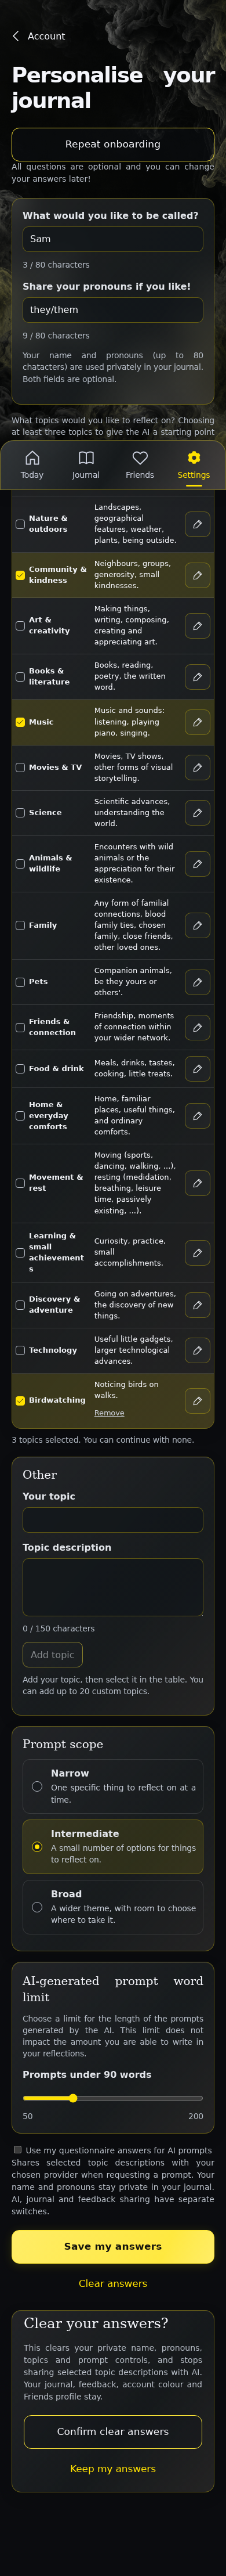 Account
Personalise your
journal
Repeat onboarding
All questions are optional and you can change
your answers later!
What would you like to be called?
Sam
3 / 80 characters
Share your pronouns if you like!
they/them
9 / 80 characters
Your name and pronouns (up to 80
chatacters) are used privately in your journal.
Both fields are optional.
What topics would you like to reflect on? Choosing
at least three topics to give the AI a starting point
Today
Journal
Friends
Settings
Nature &
outdoors
Landscapes,
geographical
features, weather,
plants, being outside.
Community &
kindness
Neighbours, groups,
generosity, small
kindnesses.
Art &
creativity
Making things,
writing, composing,
creating and
appreciating art.
Books &
literature
Books, reading,
poetry, the written
word.
Music
Music and sounds:
listening, playing
piano, singing.
Movies & TV
Movies, TV shows,
other forms of visual
storytelling.
Science
Scientific advances,
understanding the
world.
Animals &
wildlife
Encounters with wild
animals or the
appreciation for their
existence.
Family
Any form of familial
connections, blood
family ties, chosen
family, close friends,
other loved ones.
Pets
Companion animals,
be they yours or
others'.
Friends &
connection
Friendship, moments
of connection within
your wider network.
Food & drink
Meals, drinks, tastes,
cooking, little treats.
Home &
everyday
comforts
Home, familiar
places, useful things,
and ordinary
comforts.
Movement &
rest
Moving (sports,
dancing, walking, ...),
resting (medidation,
breathing, leisure
time, passively
existing, ...).
Learning &
small
achievement
s
Curiosity, practice,
small
accomplishments.
Discovery &
adventure
Going on adventures,
the discovery of new
things.
Technology
Useful little gadgets,
larger technological
advances.
Birdwatching
Noticing birds on
walks.
Remove
3 topics selected. You can continue with none.
Other
Your topic
Topic description
0 / 150 characters
Add topic
Add your topic, then select it in the table. You
can add up to 20 custom topics.
Prompt scope
Narrow
One specific thing to reflect on at a
time.
Intermediate
A small number of options for things
to reflect on.
Broad
A wider theme, with room to choose
where to take it.
AI-generated prompt word
limit
Choose a limit for the length of the prompts
generated by the AI. This limit does not
impact the amount you are able to write in
your reflections.
Prompts under 90 words
50
200
Use my questionnaire answers for AI prompts
Shares selected topic descriptions with your
chosen provider when requesting a prompt. Your
name and pronouns stay private in your journal.
AI, journal and feedback sharing have separate
switches.
Save my answers
Clear answers
Clear your answers?
This clears your private name, pronouns,
topics and prompt controls, and stops
sharing selected topic descriptions with AI.
Your journal, feedback, account colour and
Friends profile stay.
Confirm clear answers
Keep my answers